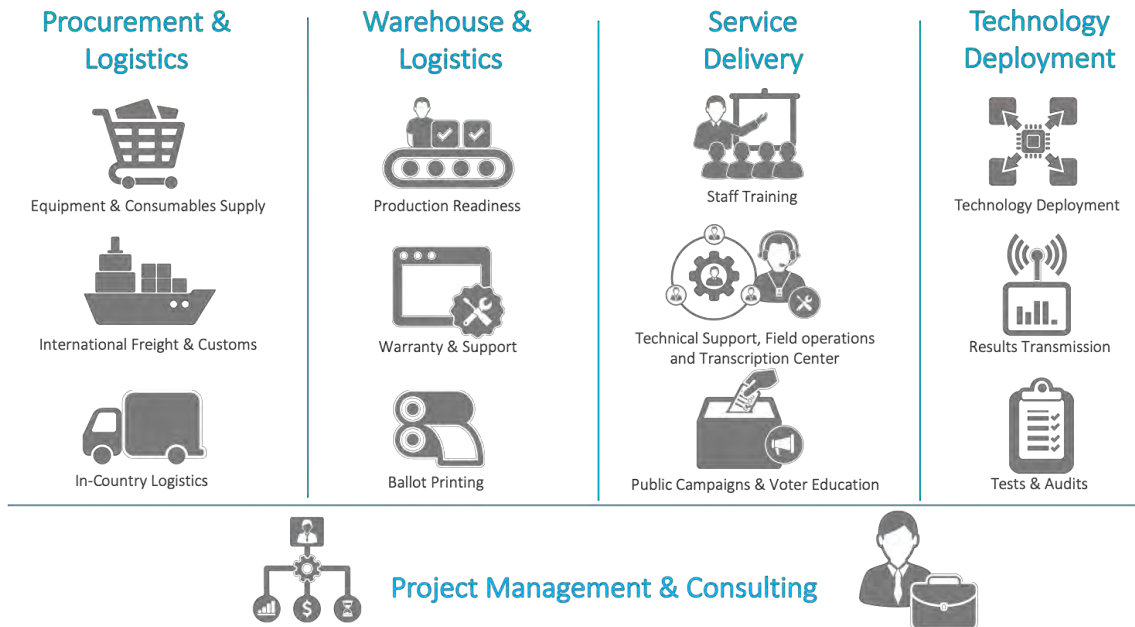 Procurement &
Logistics
Equipment & Consumables Supply
International Freight & Customs
In-Country Logistics
Warehouse &
Logistics
Production Readiness
Warranty & Support
Ballot Printing
Service
Delivery
Staff Training
Technical Support, Field operations
and Transcription Center
Public Campaigns & Voter Education
Technology
Deployment
Technology Deployment
Results Transmission
Tests & Audits
$
Project Management & Consulting